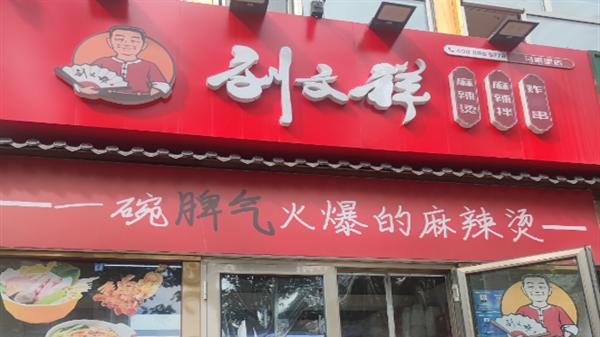 刘文祥
麻辣烫
麻辣拌
炸串
一碗脾气火爆的麻辣烫